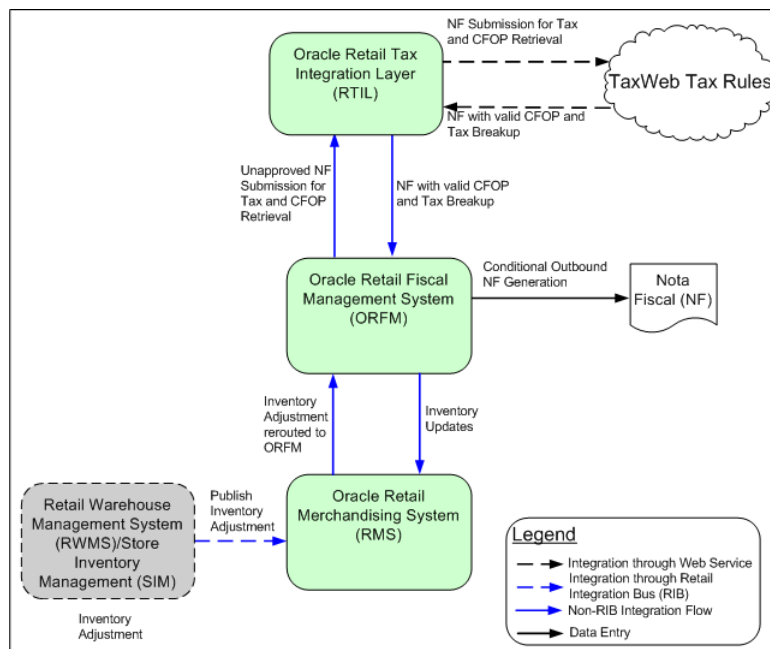 NF Submission for Tax
and CFOP Retrieval
Oracle Retail Tax
Integration Layer
(RTIL)
TaxWeb Tax Rules
NF with valid CFOP and
Tax Breakup
Unapproved NF
Submission for
Tax and CFOP
Retrieval
NF with valid CFOP
and Tax Breakup
Oracle Retail Fiscal
Management System
(ORFM)
Conditional Outbound
NF Generation
Nota
Fiscal (NF)
Inventory
Adjustment
rerouted to
ORFM
Inventory
Updates
Retail Warehouse
Management System
(RWMS)/Store
Inventory
Management (SIM)
Publish
Inventory
Adjustment
Oracle Retail
Merchandising System
(RMS)
Inventory
Adjustment
Legend
Integration through Web Service
Integration through Retail
Integration Bus (RIB)
Non-RIB Integration Flow
Data Entry